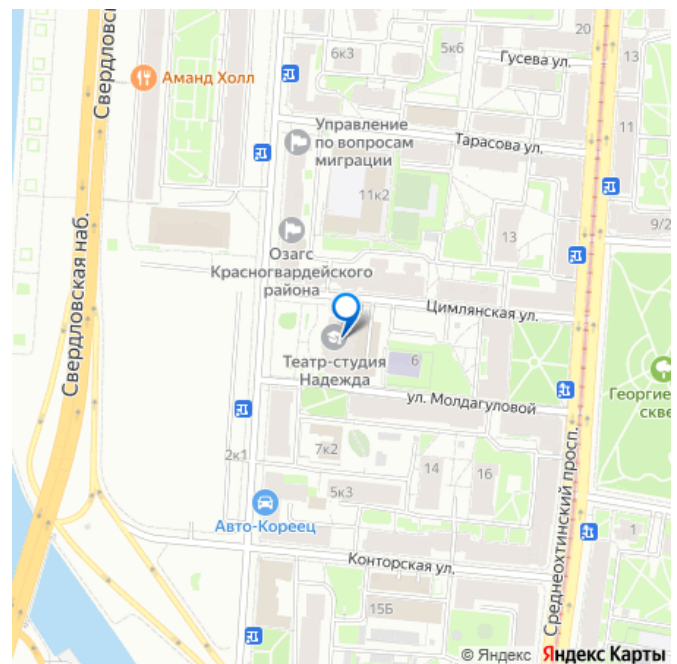 Свердловс
20
6к3
5к6
Гусева ул.
13
Аманд Холл
Управление
по вопросам
миграции
Тарасова ул.
11
11к2
13
9/2
Озагс
Красногвардейского
района
Цимлянская ул.
Свердловская наб.
Театр-студия
Надежда
6
Георгие
скве
ул. Молдагуловой
2к1
7к2
14
16
5к3
Авто-Кореец
Среднеохтинский просп.
1
Конторская ул.
15Б
© Яндекс Яндекс Карты